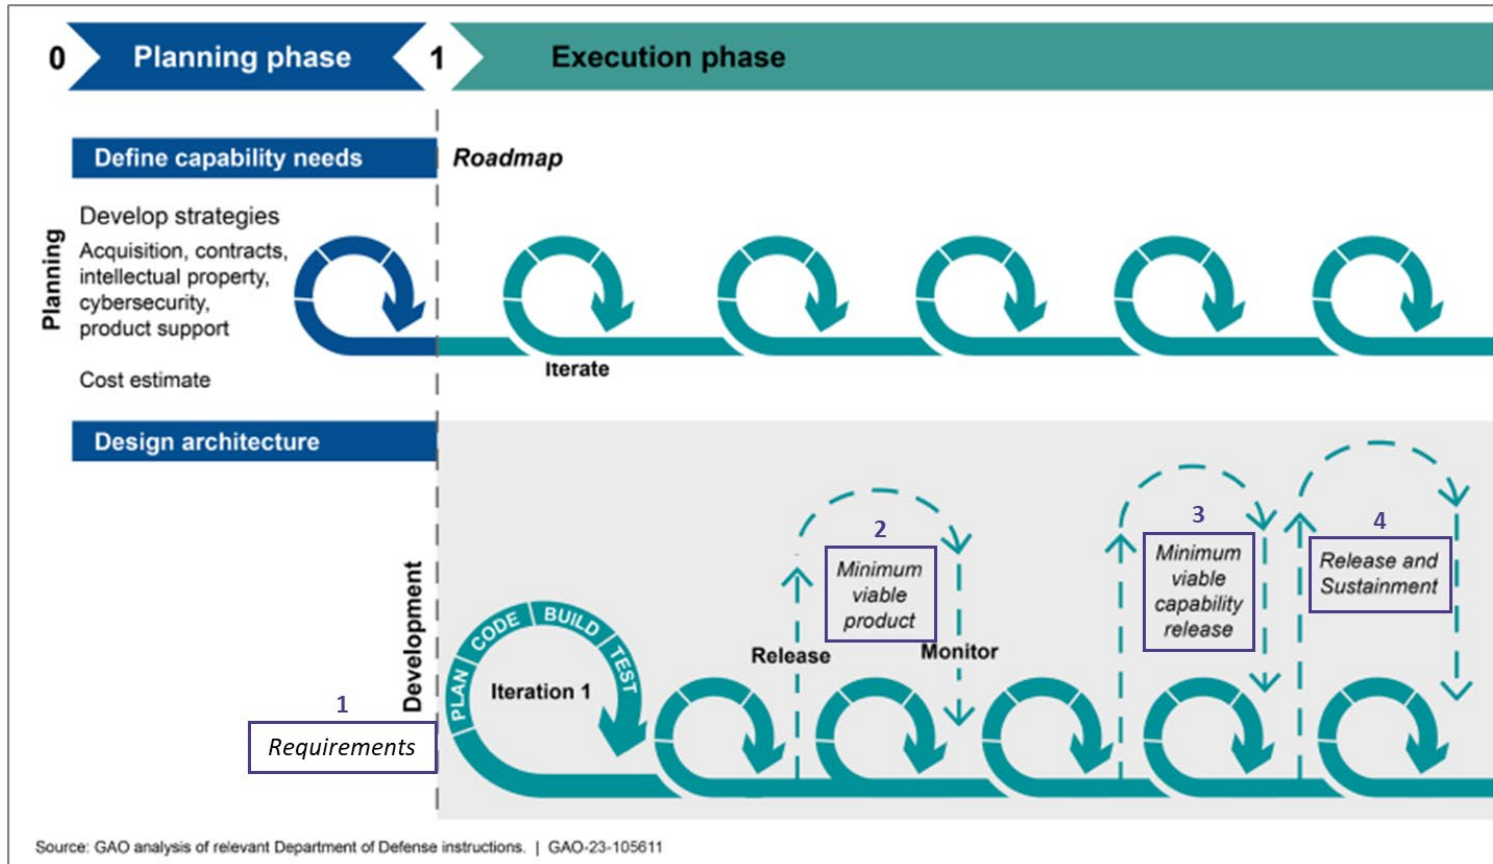 0
Planning phase
1
Execution phase
Define capability needs
Roadmap
Planning
Develop strategies
Acquisition, contracts,
intellectual property,
cybersecurity,
product support
Cost estimate
Iterate
Design architecture
Development
1
Requirements
PLAN
CODE
BUILD
TEST
Iteration 1
Release
2
Minimum
viable
product
Monitor
3
Minimum
viable
capability
release
4
Release and
Sustainment
Source: GAO analysis of relevant Department of Defense instructions. | GAO-23-105611